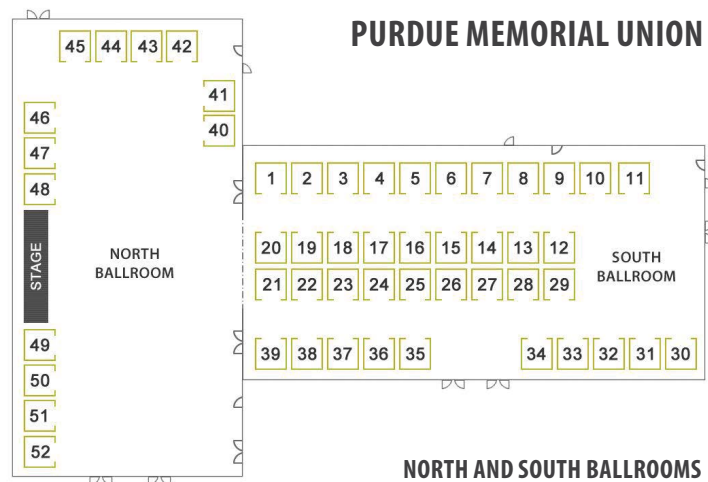 PURDUE MEMORIAL UNION
45 44 43 42
41
40
46
47
48
STAGE
NORTH
BALLROOM
49
50
51
52
1 2 3 4 5 6 7 8 9 10 11
20 19 18 17 16 15 14 13 12
21 22 23 24 25 26 27 28 29
SOUTH
BALLROOM
39 38 37 36 35 34 33 32 31 30
NORTH AND SOUTH BALLROOMS